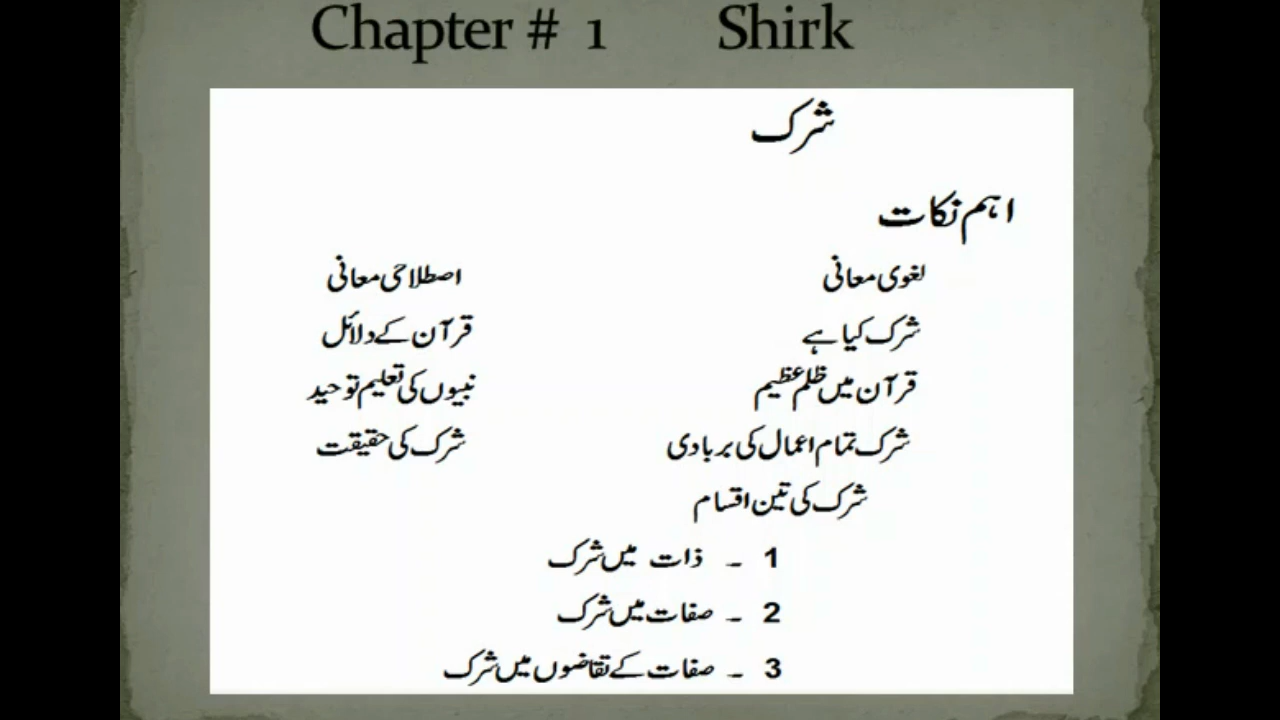 Chapter # 1 Shirk
شرک
اہم نکات
لغوی معانی اصطلاحی معانی
شرک کیا ہے قرآن کے دلائل
قرآن میں ظلم عظیم نبیوں کی تعلیم توحید
شرک تمام اعمال کی بربادی شرک کی حقیقت
شرک کی تین اقسام
1 ۔ ذات میں شرک
2 ۔ صفات میں شرک
3 ۔ صفات کے تقاضوں میں شرک